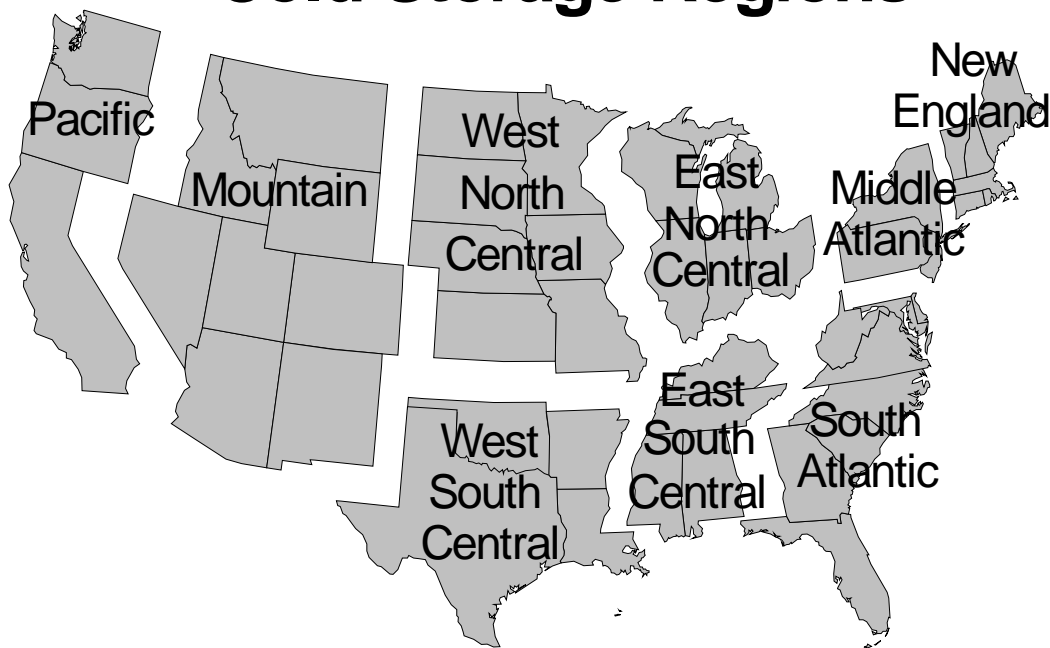 Cold Storage Regions
New
England
Pacific
West
North
Central
East
North
Central
Middle
Atlantic
Mountain
West
South
Central
East
South
Central
South
Atlantic